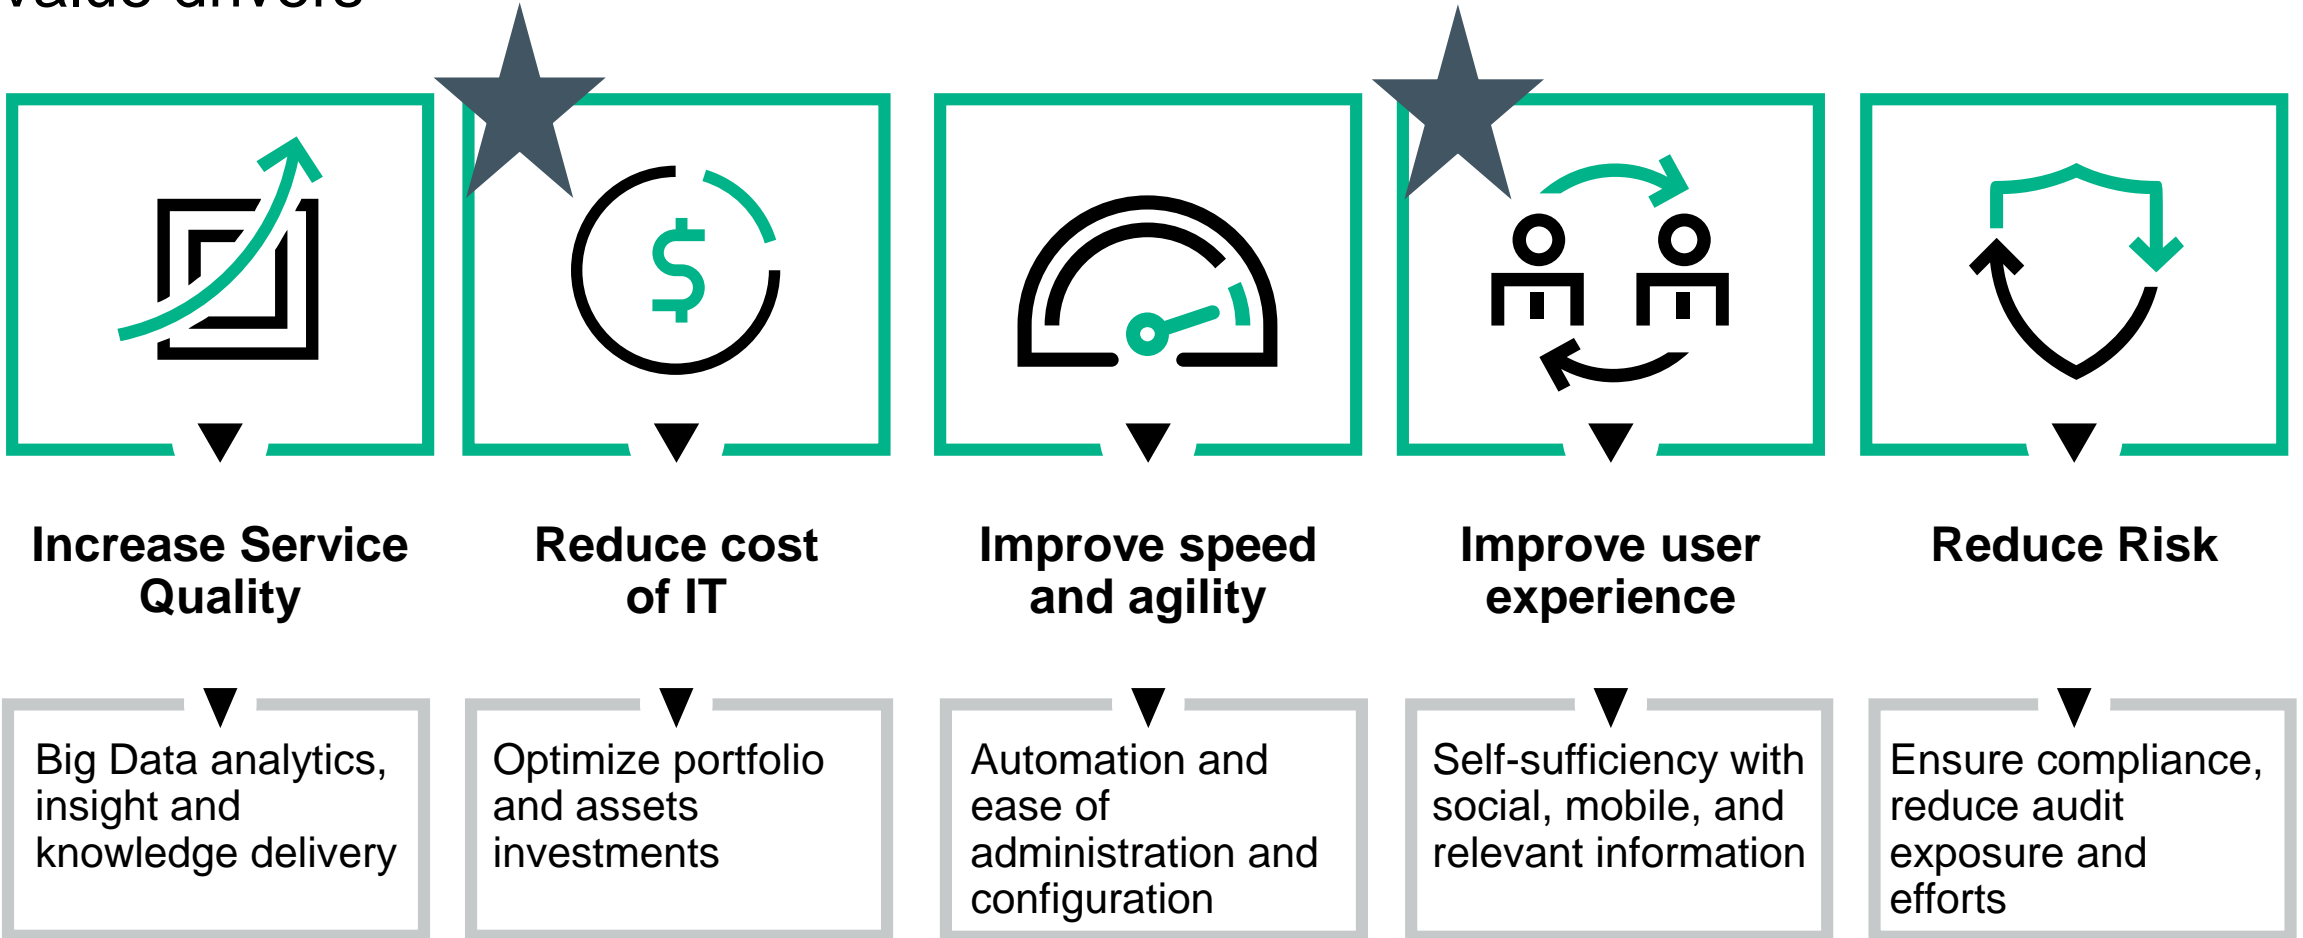 value drivers
Increase Service
Quality
Reduce cost
of IT
Improve speed
and agility
Improve user
experience
Reduce Risk
Big Data analytics,
insight and
knowledge delivery
Optimize portfolio
and assets
investments
Automation and
ease of
administration and
configuration
Self-sufficiency with
social, mobile, and
relevant information
Ensure compliance,
reduce audit
exposure and
efforts